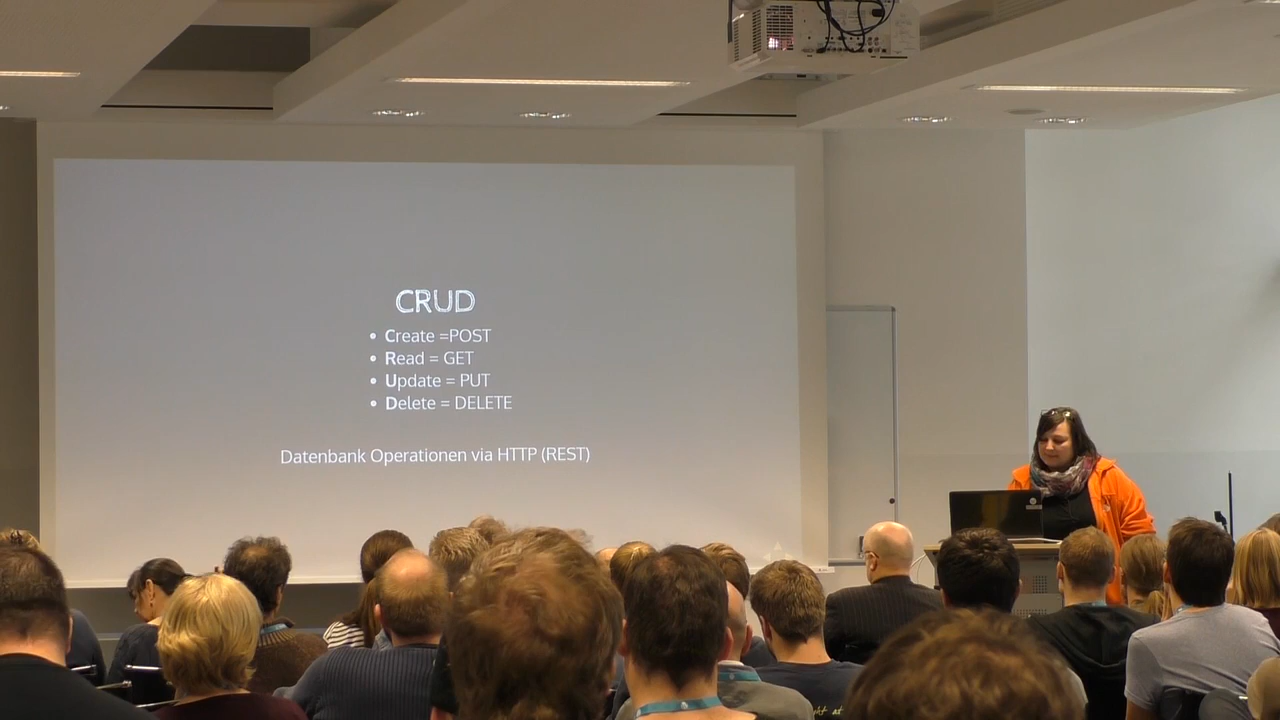 CRUD
• Create =POST
• Read = GET
• Update = PUT
• Delete = DELETE
Datenbank Operationen via HTTP (REST)